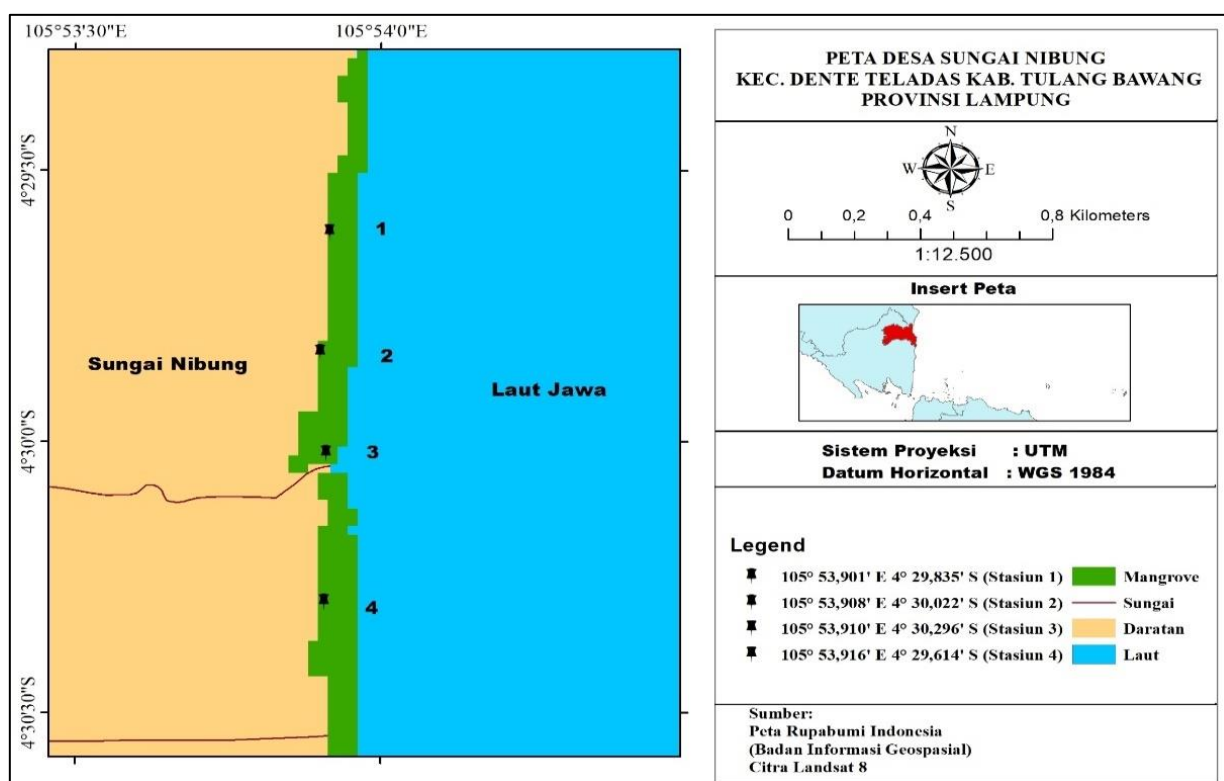 105°53'30"E
105°54'0"E
4°29'30"S
4°30'0"S
4°30'30"S
1
2
3
4
Sungai Nibung
Laut Jawa
PETA DESA SUNGAI NIBUNG
KEC. DENTE TELADAS KAB. TULANG BAWANG
PROVINSI LAMPUNG
N
W
E
S
0 0,2 0,4 0,8 Kilometers
1:12.500
Insert Peta
Sistem Proyeksi : UTM
Datum Horizontal : WGS 1984
Legend
105° 53,901' E 4° 29,835' S (Stasiun 1) Mangrove
105° 53,908' E 4° 30,022' S (Stasiun 2) Sungai
105° 53,910' E 4° 30,296' S (Stasiun 3) Daratan
105° 53,916' E 4° 29,614' S (Stasiun 4) Laut
Sumber:
Peta Rupabumi Indonesia
(Badan Informasi Geospasial)
Citra Landsat 8